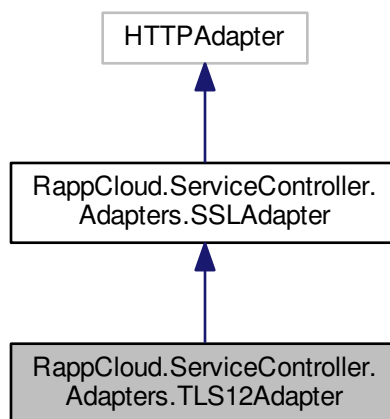 HTTPAdapter
RappCloud.ServiceController.
Adapters.SSLAdapter
RappCloud.ServiceController.
Adapters.TLS12Adapter